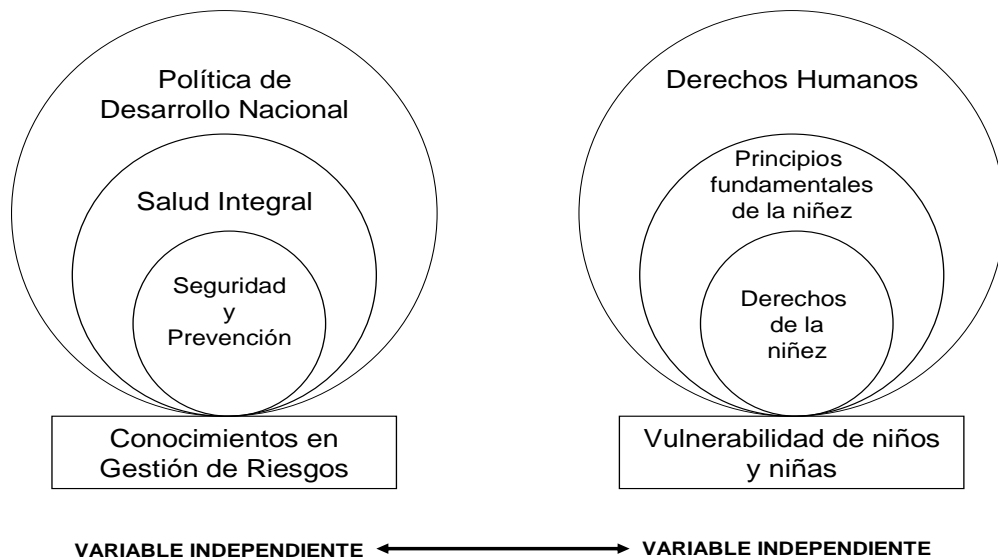 Política de
Desarrollo Nacional
Salud Integral
Seguridad
y
Prevención
Conocimientos en
Gestión de Riesgos
Derechos Humanos
Principios
fundamentales
de la niñez
Derechos
de la
niñez
Vulnerabilidad de niños
y niñas
VARIABLE INDEPENDIENTE
VARIABLE INDEPENDIENTE